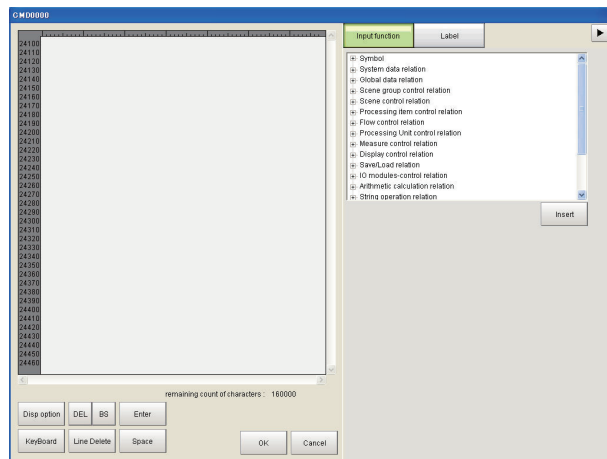 CMD0000
Input function
Label
24100
24110
24120
24130
24140
24150
24160
24170
24180
24190
24200
24210
24220
24230
24240
24250
24260
24270
24280
24290
24300
24310
24320
24330
24340
24350
24360
24370
24380
24390
24400
24410
24420
24430
24440
24450
24460
Symbol
System data relation
Global data relation
Scene group control relation
Scene control relation
Processing item control relation
Flow control relation
Processing Unit control relation
Measure control relation
Display control relation
Save/Load relation
IO modules-control relation
Arithmetic calculation relation
String operation relation
Insert
remaining count of characters : 160000
Disp option
DEL
BS
Enter
KeyBoard
Line Delete
Space
OK
Cancel